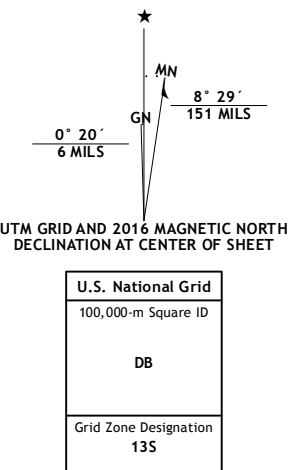 ★
MN
8° 29´
151 MILS
GN
0° 20´
6 MILS
UTM GRID AND 2016 MAGNETIC NORTH
DECLINATION AT CENTER OF SHEET
U.S. National Grid
100,000-m Square ID
DB
Grid Zone Designation
13S